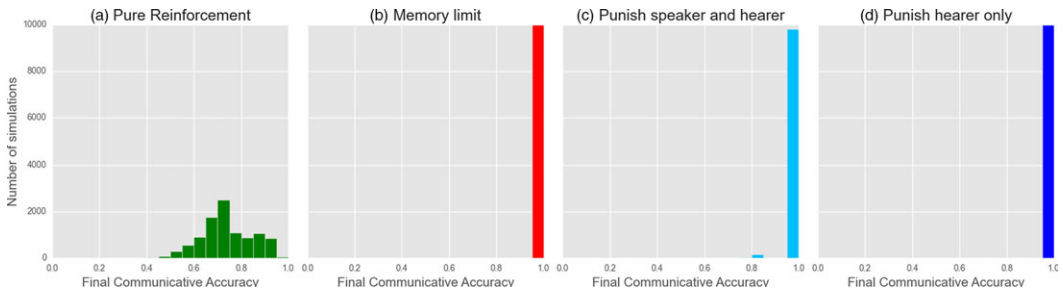 (a) Pure Reinforcement
(b) Memory limit
(c) Punish speaker and hearer
(d) Punish hearer only
Number of simulations
10000
8000
6000
4000
2000
0
0.0 0.2 0.4 0.6 0.8 1.0
0.0 0.2 0.4 0.6 0.8 1.0
0.0 0.2 0.4 0.6 0.8 1.0
0.0 0.2 0.4 0.6 0.8 1.0
Final Communicative Accuracy
Final Communicative Accuracy
Final Communicative Accuracy
Final Communicative Accuracy